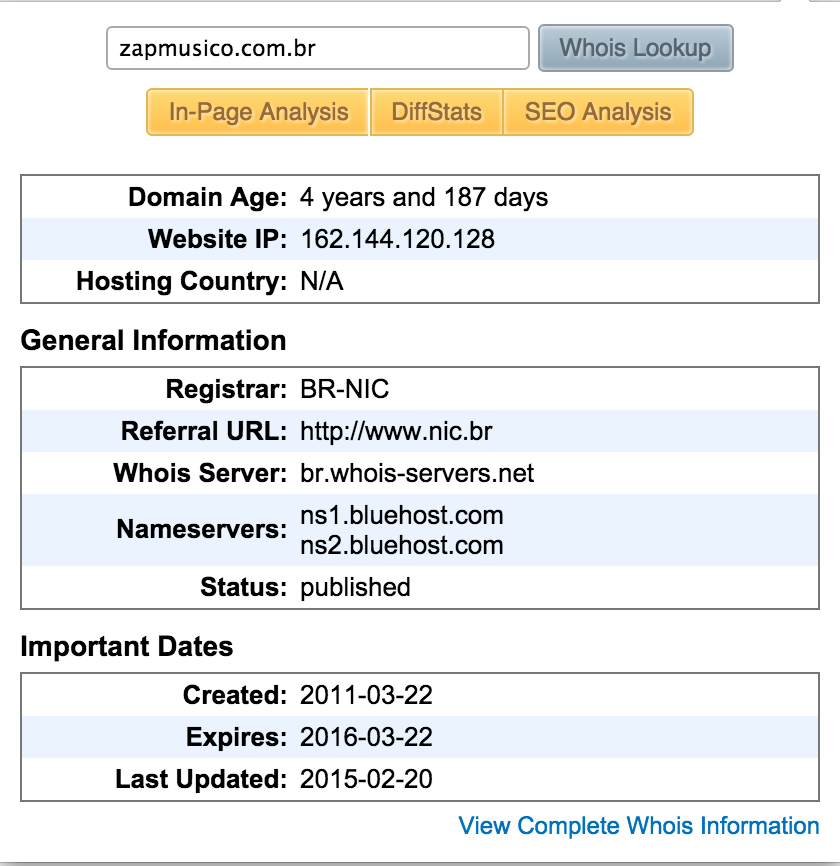 zapmusico.com.br Whois Lookup
In-Page Analysis DiffStats SEO Analysis
Domain Age: 4 years and 187 days
Website IP: 162.144.120.128
Hosting Country: N/A
General Information
Registrar: BR-NIC
Referral URL: http://www.nic.br
Whois Server: br.whois-servers.net
Nameservers: ns1.bluehost.com
ns2.bluehost.com
Status: published
Important Dates
Created: 2011-03-22
Expires: 2016-03-22
Last Updated: 2015-02-20
View Complete Whois Information